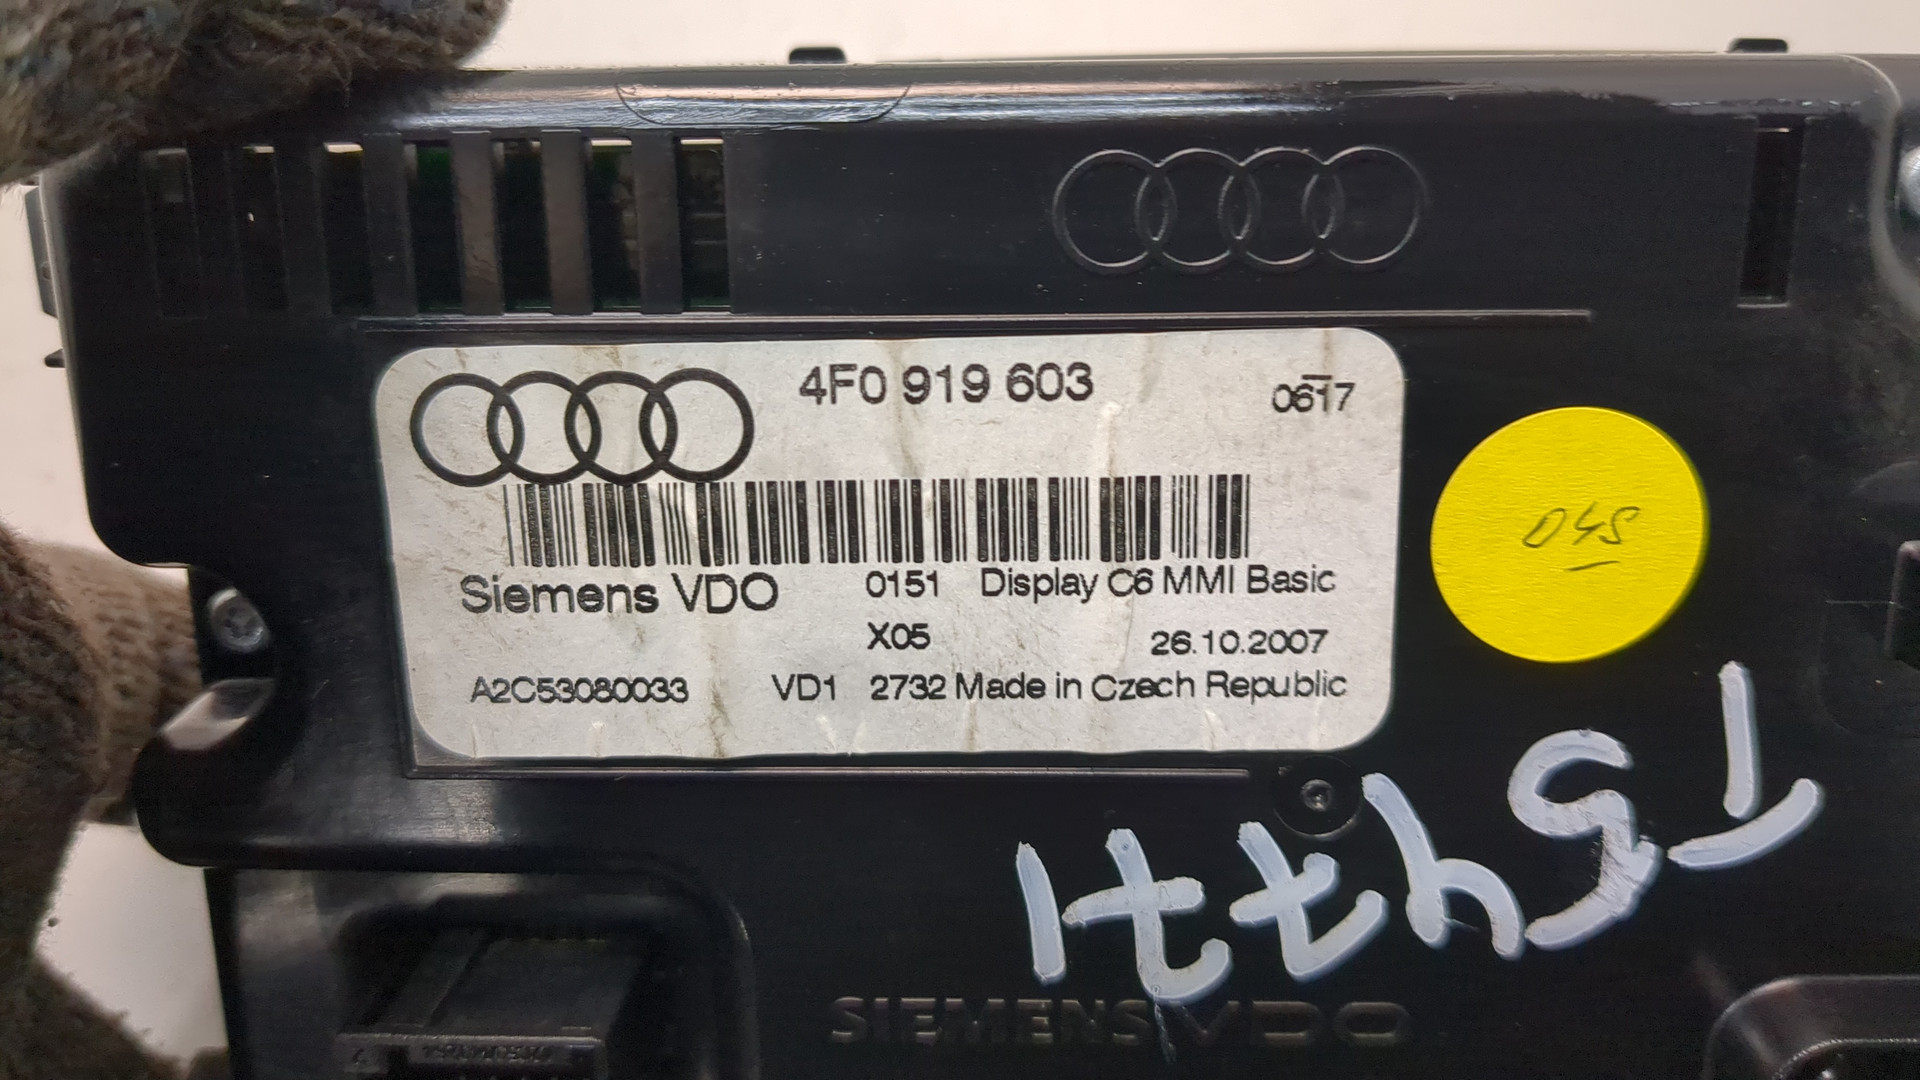 4F0 919 603
0617
Siemens VDO
0151 Display C6 MMI Basic
X05
26.10.2007
A2C53080033
VD1 2732 Made in Czech Republic
04S
SIEMENS VDO